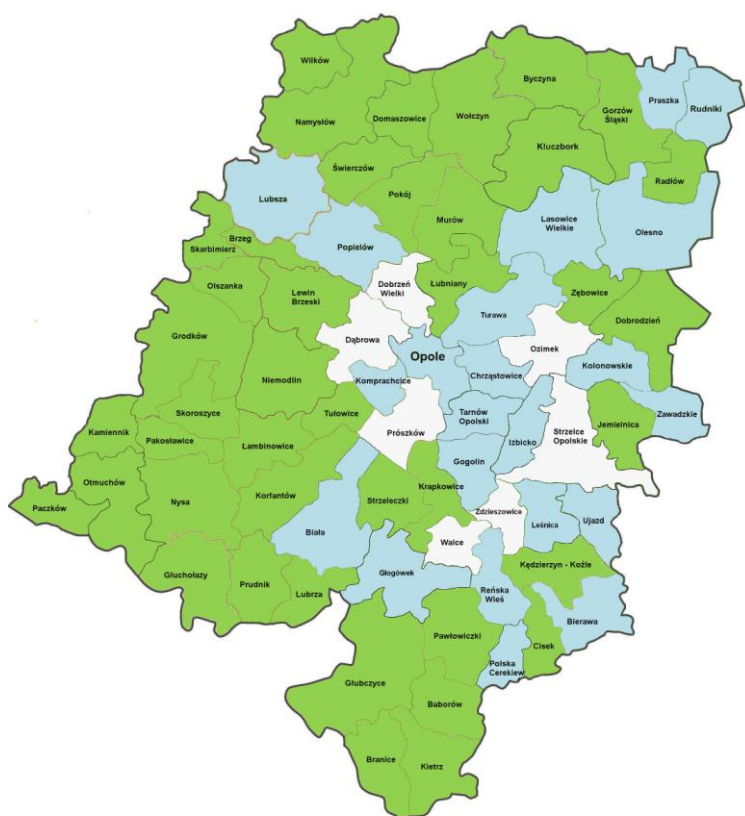 Wilków
Byczyna
Praszka
Rudniki
Gorzów
Śląski
Namysłów
Domaszowice
Wołczyn
Kluczbork
Świerczów
Radłów
Lubsza
Pokój
Murów
Lasowice
Wielkie
Olesno
Brzeg
Skarbimierz
Popielów
Olszanka
Lewin
Brzeski
Dobrzeń
Wielki
Łubniany
Zębowice
Turawa
Dobrodzień
Grodków
Dąbrowa
Opole
Ozimek
Kolonowskie
Niemodlin
Komprachcice
Chrząstowice
Skoroszyce
Tułowice
Tarnów
Opolski
Strzelce
Opolskie
Jemielnica
Zawadzkie
Kamiennik
Pakosławice
Łambinowice
Prószków
Izbicko
Otmuchów
Gogolin
Paczków
Nysa
Korfantów
Strzeleczki
Krapkowice
Zdzieszowice
Leśnica
Ujazd
Biała
Walce
Głuchołazy
Prudnik
Lubrza
Głogówek
Kędzierzyn - Koźle
Reńska
Wieś
Bierawa
Pawłowiczki
Cisek
Polska
Cerekiew
Głubczyce
Baborów
Branice
Kietrz